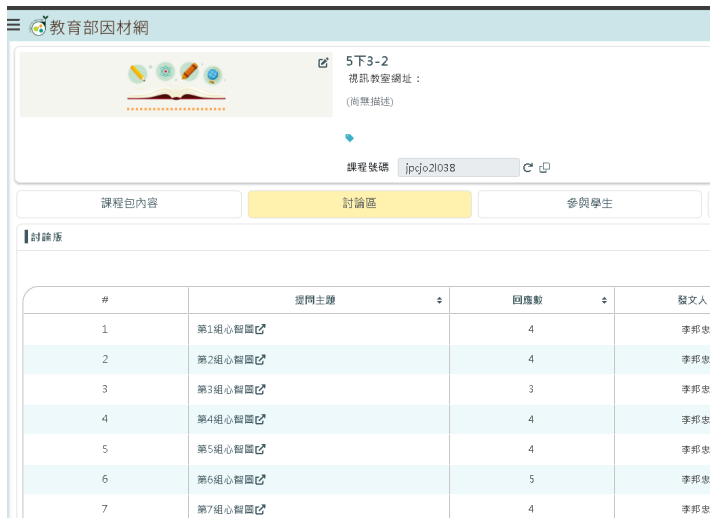 教育部因材網
5下3-2
視訊教室網址：
(尚無描述)
課程號碼 jpcjo2l038
課程包內容 討論區 參與學生
討論版
# 提問主題 回應數 發文人
1 第1組心智圖 4 李邦忠
2 第2組心智圖 4 李邦忠
3 第3組心智圖 3 李邦忠
4 第4組心智圖 4 李邦忠
5 第5組心智圖 4 李邦忠
6 第6組心智圖 5 李邦忠
7 第7組心智圖 4 李邦忠